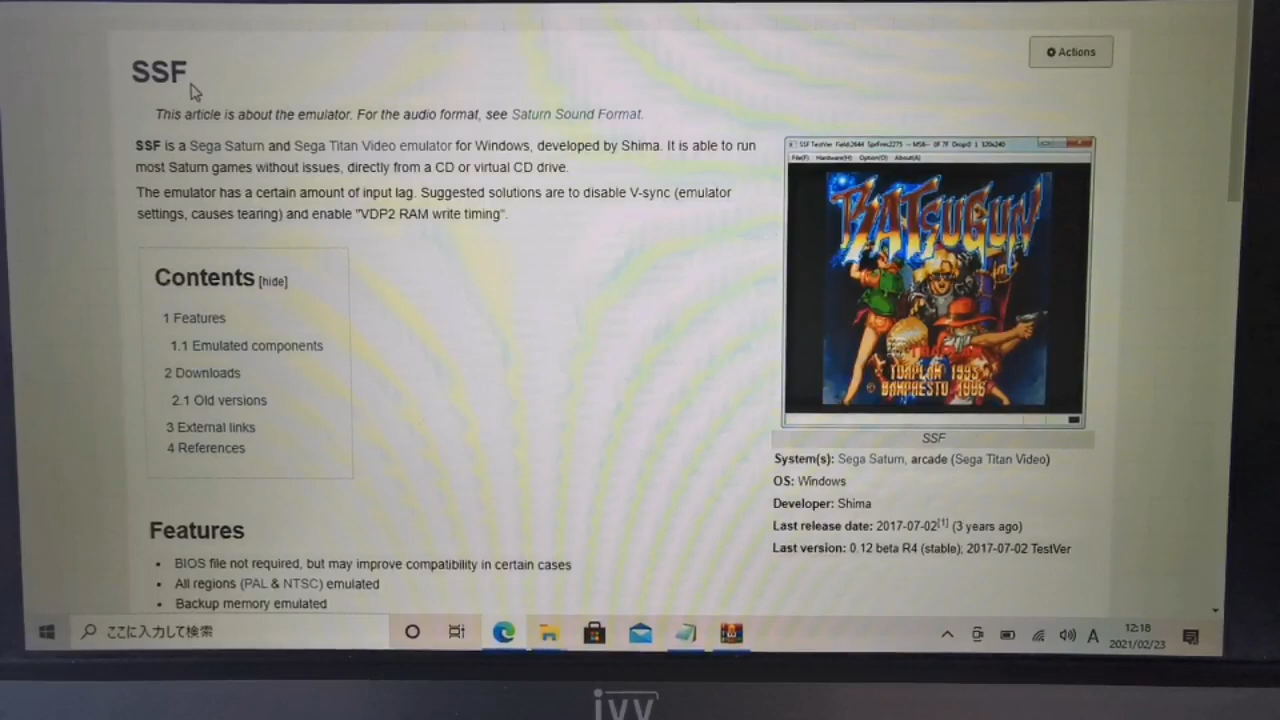 SSF
Actions
This article is about the emulator. For the audio format, see Saturn Sound Format.
SSF is a Sega Saturn and Sega Titan Video emulator for Windows, developed by Shima. It is able to run
most Saturn games without issues, directly from a CD or virtual CD drive.
The emulator has a certain amount of input lag. Suggested solutions are to disable V-sync (emulator
settings, causes tearing) and enable "VDP2 RAM write timing".
Contents [hide]
1 Features
1.1 Emulated components
2 Downloads
2.1 Old versions
3 External links
4 References
Features
• BIOS file not required, but may improve compatibility in certain cases
• All regions (PAL & NTSC) emulated
• Backup memory emulated
SSF TestVer
File(F) Hardware(H) Option(O) About(A)
BATSUGUN
TOAPLAN 1993
© BANPRESTO 1996
SSF
System(s): Sega Saturn, arcade (Sega Titan Video)
OS: Windows
Developer: Shima
Last release date: 2017-07-02[1] (3 years ago)
Last version: 0.12 beta R4 (stable); 2017-07-02 TestVer
ここに入力して検索
A
12:18
2021/02/23